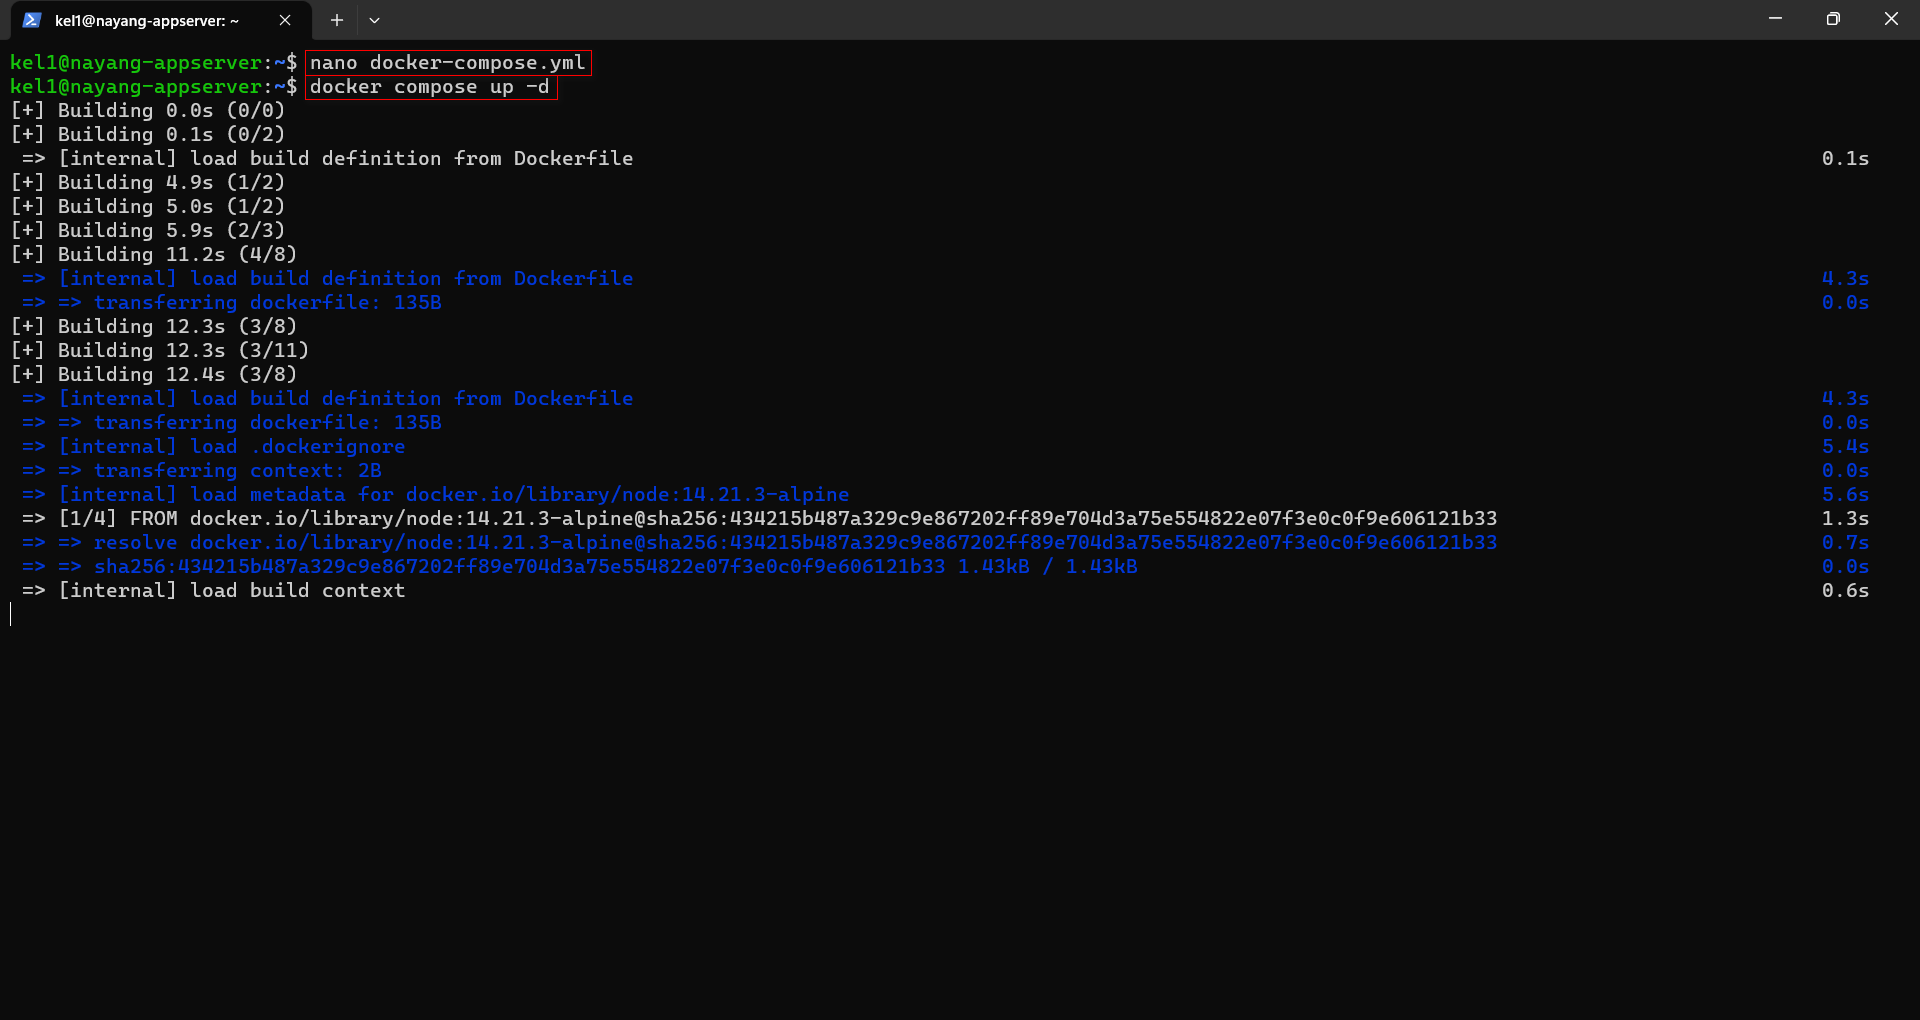 kel1@nayang-appserver: ~
kel1@nayang-appserver:~$ nano docker-compose.yml
kel1@nayang-appserver:~$ docker compose up -d
[+] Building 0.0s (0/0)
[+] Building 0.1s (0/2)
=> [internal] load build definition from Dockerfile 0.1s
[+] Building 4.9s (1/2)
[+] Building 5.0s (1/2)
[+] Building 5.9s (2/3)
[+] Building 11.2s (4/8)
=> [internal] load build definition from Dockerfile 4.3s
=> => transferring dockerfile: 135B 0.0s
[+] Building 12.3s (3/8)
[+] Building 12.3s (3/11)
[+] Building 12.4s (3/8)
=> [internal] load build definition from Dockerfile 4.3s
=> => transferring dockerfile: 135B 0.0s
=> [internal] load .dockerignore 5.4s
=> => transferring context: 2B 0.0s
=> [internal] load metadata for docker.io/library/node:14.21.3-alpine 5.6s
=> [1/4] FROM docker.io/library/node:14.21.3-alpine@sha256:434215b487a329c9e867202ff89e704d3a75e554822e07f3e0c0f9e606121b33 1.3s
=> => resolve docker.io/library/node:14.21.3-alpine@sha256:434215b487a329c9e867202ff89e704d3a75e554822e07f3e0c0f9e606121b33 0.7s
=> => sha256:434215b487a329c9e867202ff89e704d3a75e554822e07f3e0c0f9e606121b33 1.43kB / 1.43kB 0.0s
=> [internal] load build context 0.6s